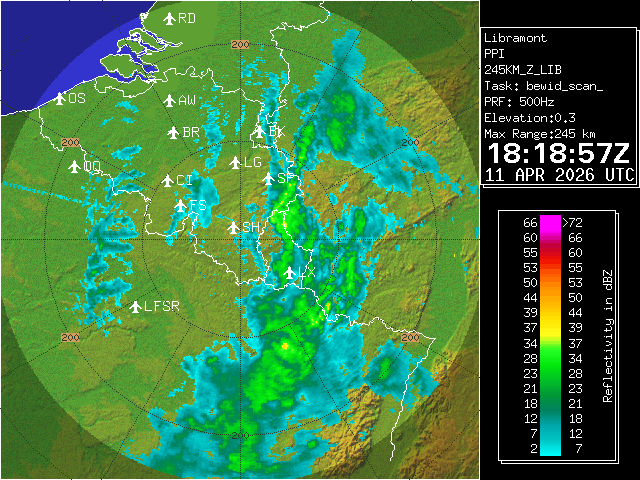 RD
200
OS
AW
BR
BK
200
LG
QQ
CI
SP
FS
SH
LX
LFSR
200
200
200
Libramont
PPI
245KM_Z_LIB
Task: bewid_scan_
PRF: 500Hz
Elevation:0.3
Max Range:245 km
18:18:57Z
11 APR 2026 UTC
66 >72
60 66
55 60
53 55
50 53
44 50
39 44
37 39
34 37
28 34
23 28
21 23
18 21
12 18
7 12
2 7
Reflectivity in dBZ